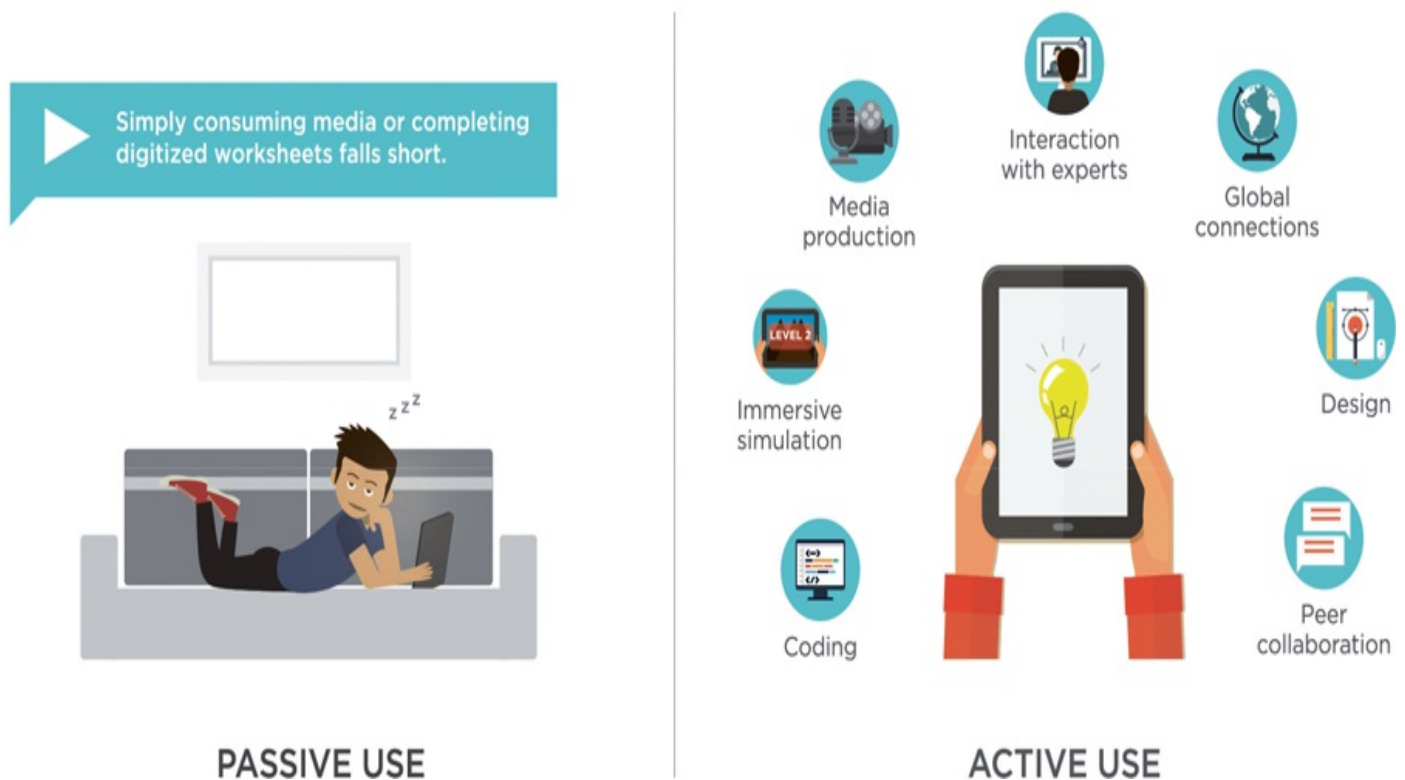 Simply consuming media or completing
digitized worksheets falls short.
z z z
PASSIVE USE
Media
production
Interaction
with experts
Global
connections
Immersive
simulation
LEVEL 2
Design
Coding
Peer
collaboration
ACTIVE USE